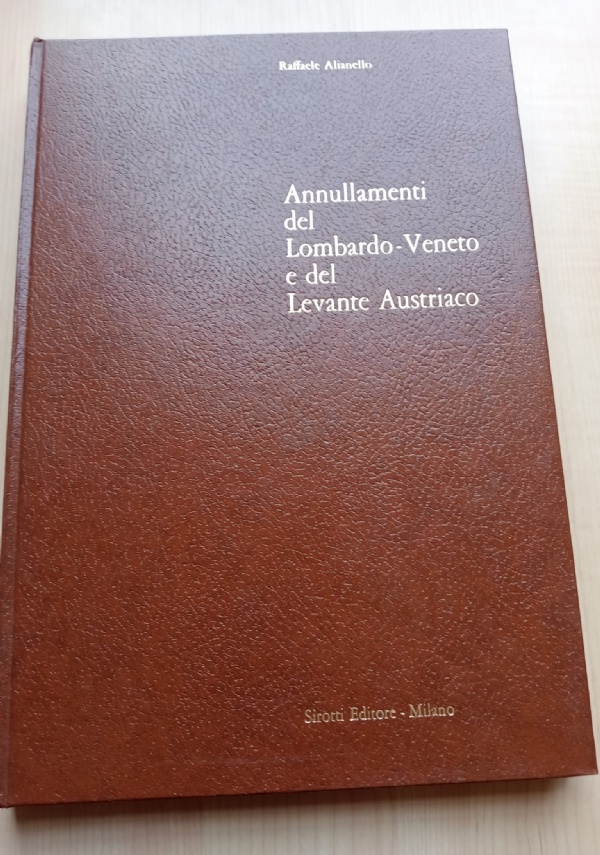 Raffaele Alianello
Annullamenti
del
Lombardo-Veneto
e del
Levante Austriaco
Sirotti Editore - Milano